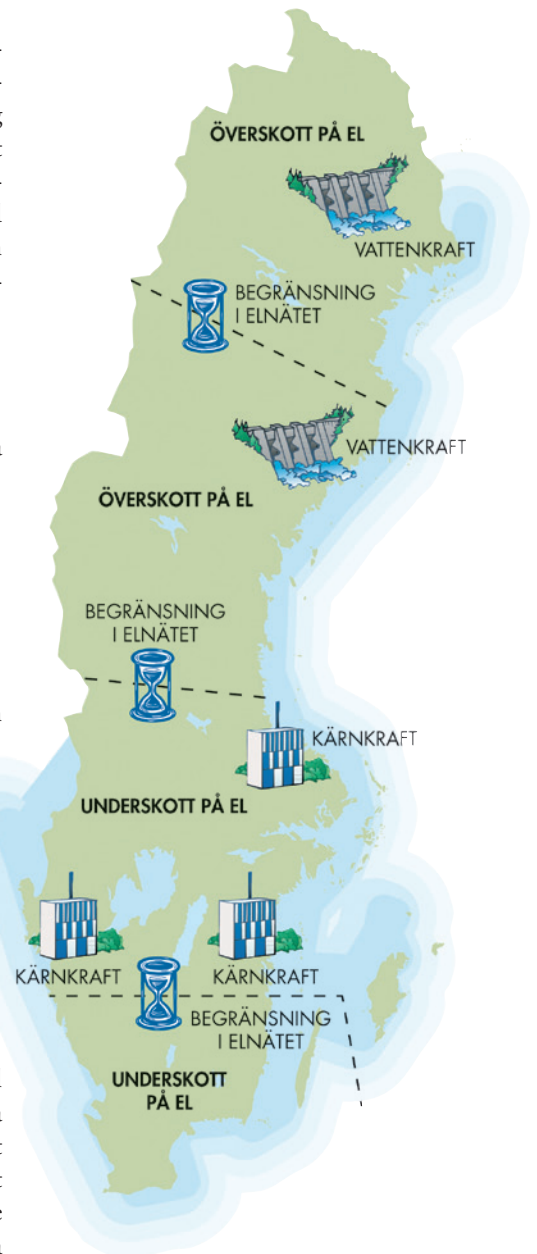 ÖVERSKOTT PÅ EL
VATTENKRAFT
BEGRÄNSNING
I ELNÄTET
VATTENKRAFT
ÖVERSKOTT PÅ EL
BEGRÄNSNING
I ELNÄTET
KÄRNKRAFT
UNDERSKOTT PÅ EL
KÄRNKRAFT
KÄRNKRAFT
BEGRÄNSNING
I ELNÄTET
UNDERSKOTT
PÅ EL